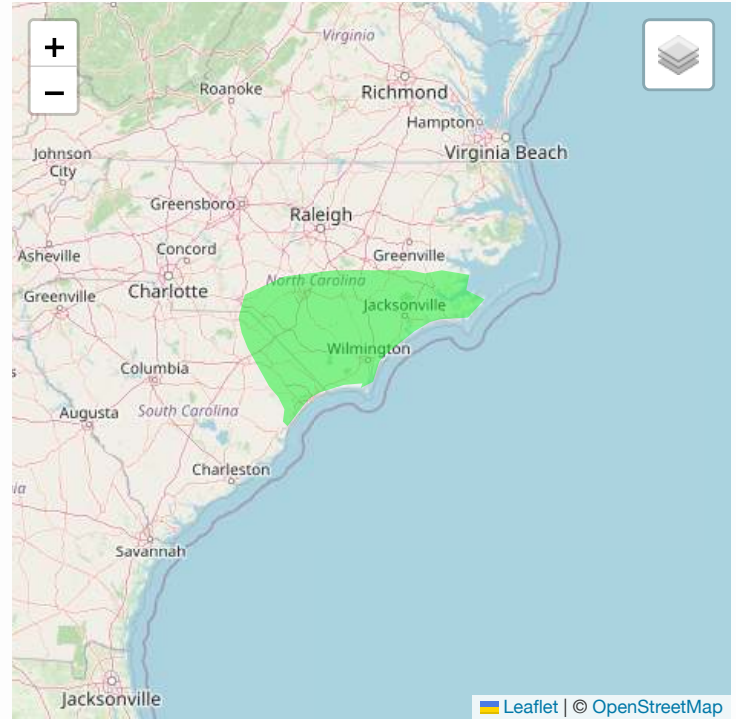 +
−
Virginia
Roanoke
Richmond
Hampton
Virginia Beach
Johnson
City
Greensboro
Raleigh
Asheville
Concord
Greenville
Charlotte
North Carolina
Greenville
Jacksonville
Wilmington
Columbia
s
South Carolina
Augusta
Charleston
ia
Savannah
Jacksonville
Leaflet | © OpenStreetMap